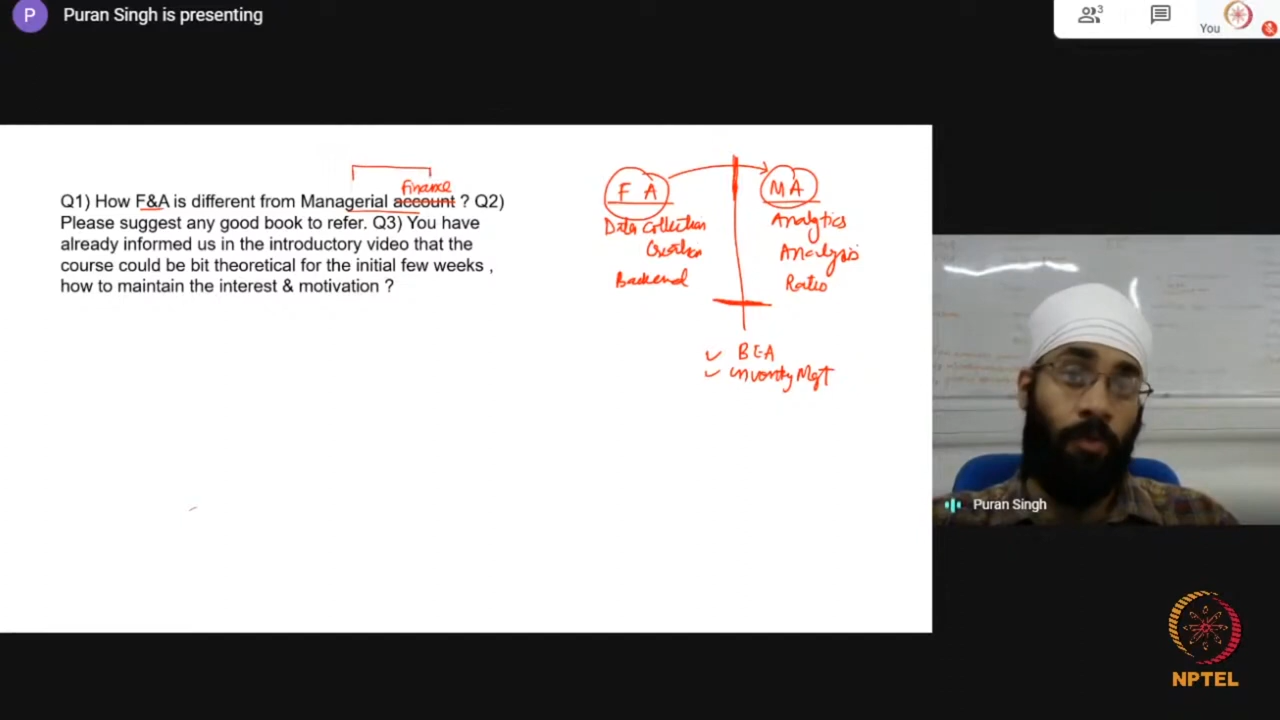 P
Puran Singh is presenting
3
You
Finance
Q1) How F&A is different from Managerial account ? Q2)
Please suggest any good book to refer. Q3) You have
already informed us in the introductory video that the
course could be bit theoretical for the initial few weeks ,
how to maintain the interest & motivation ?
F A
Data Collection
Creation
Backend
MA
Analytics
Analysis
Ratio
BEA
Inventory Mgt
Puran Singh
NPTEL